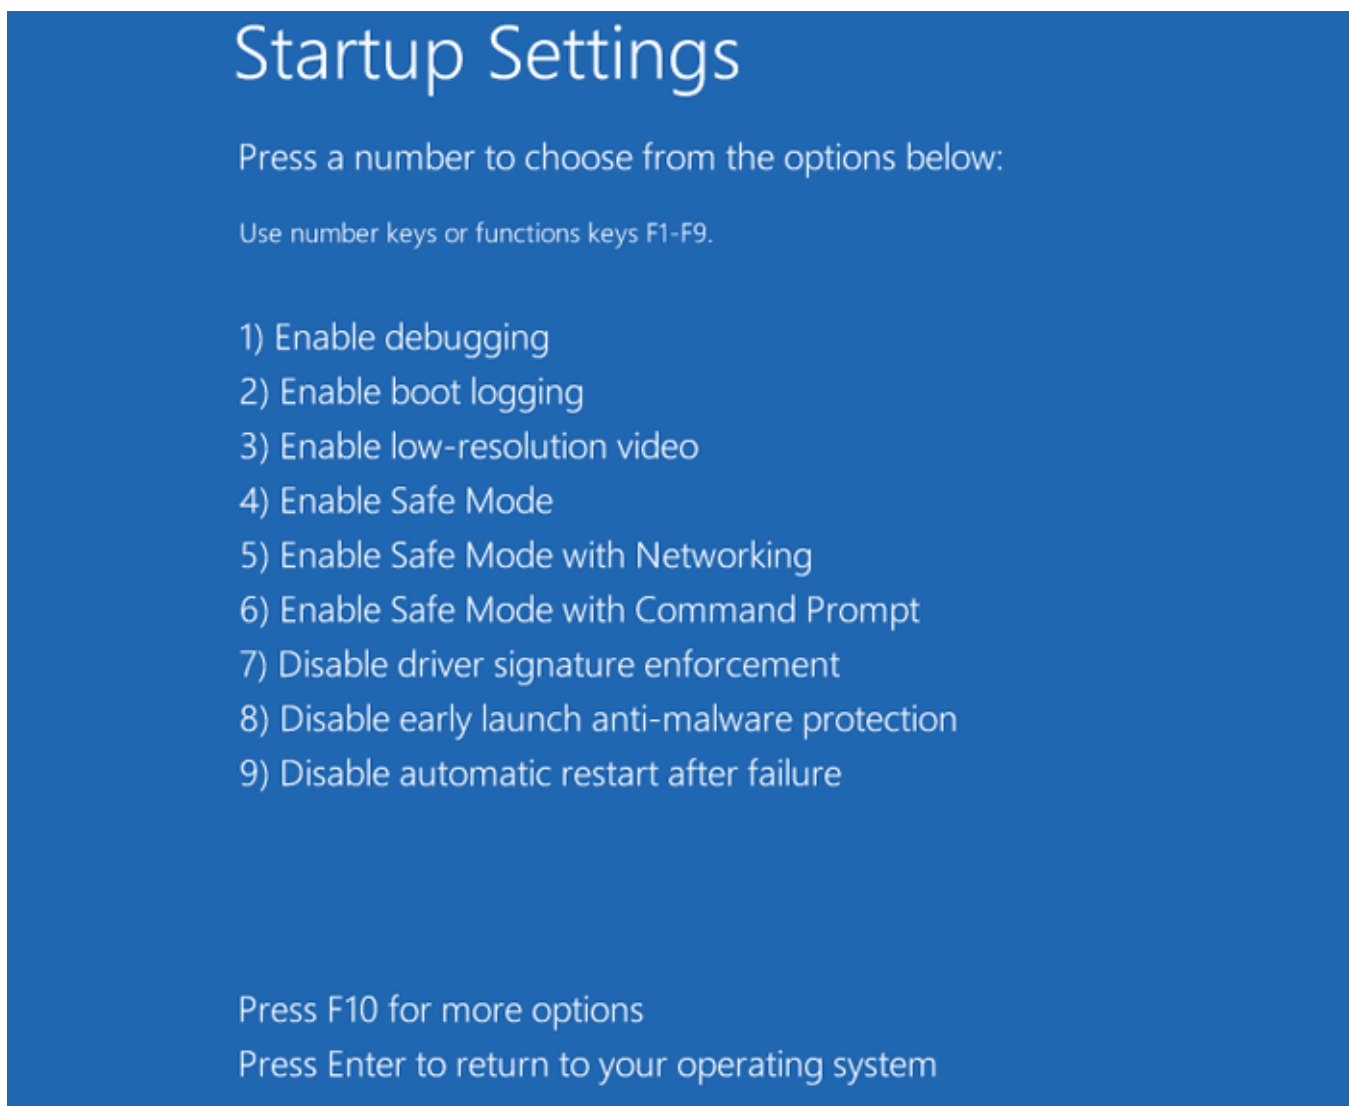 Startup Settings
Press a number to choose from the options below:
Use number keys or functions keys F1-F9.
1) Enable debugging
2) Enable boot logging
3) Enable low-resolution video
4) Enable Safe Mode
5) Enable Safe Mode with Networking
6) Enable Safe Mode with Command Prompt
7) Disable driver signature enforcement
8) Disable early launch anti-malware protection
9) Disable automatic restart after failure
Press F10 for more options
Press Enter to return to your operating system